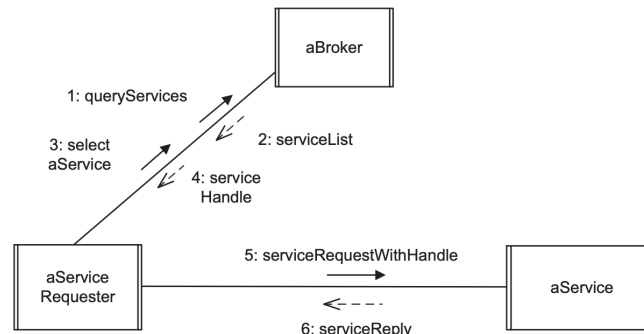 aBroker
1: queryServices
3: select
aService
2: serviceList
4: service
Handle
aService
Requester
5: serviceRequestWithHandle
aService
6: serviceReply